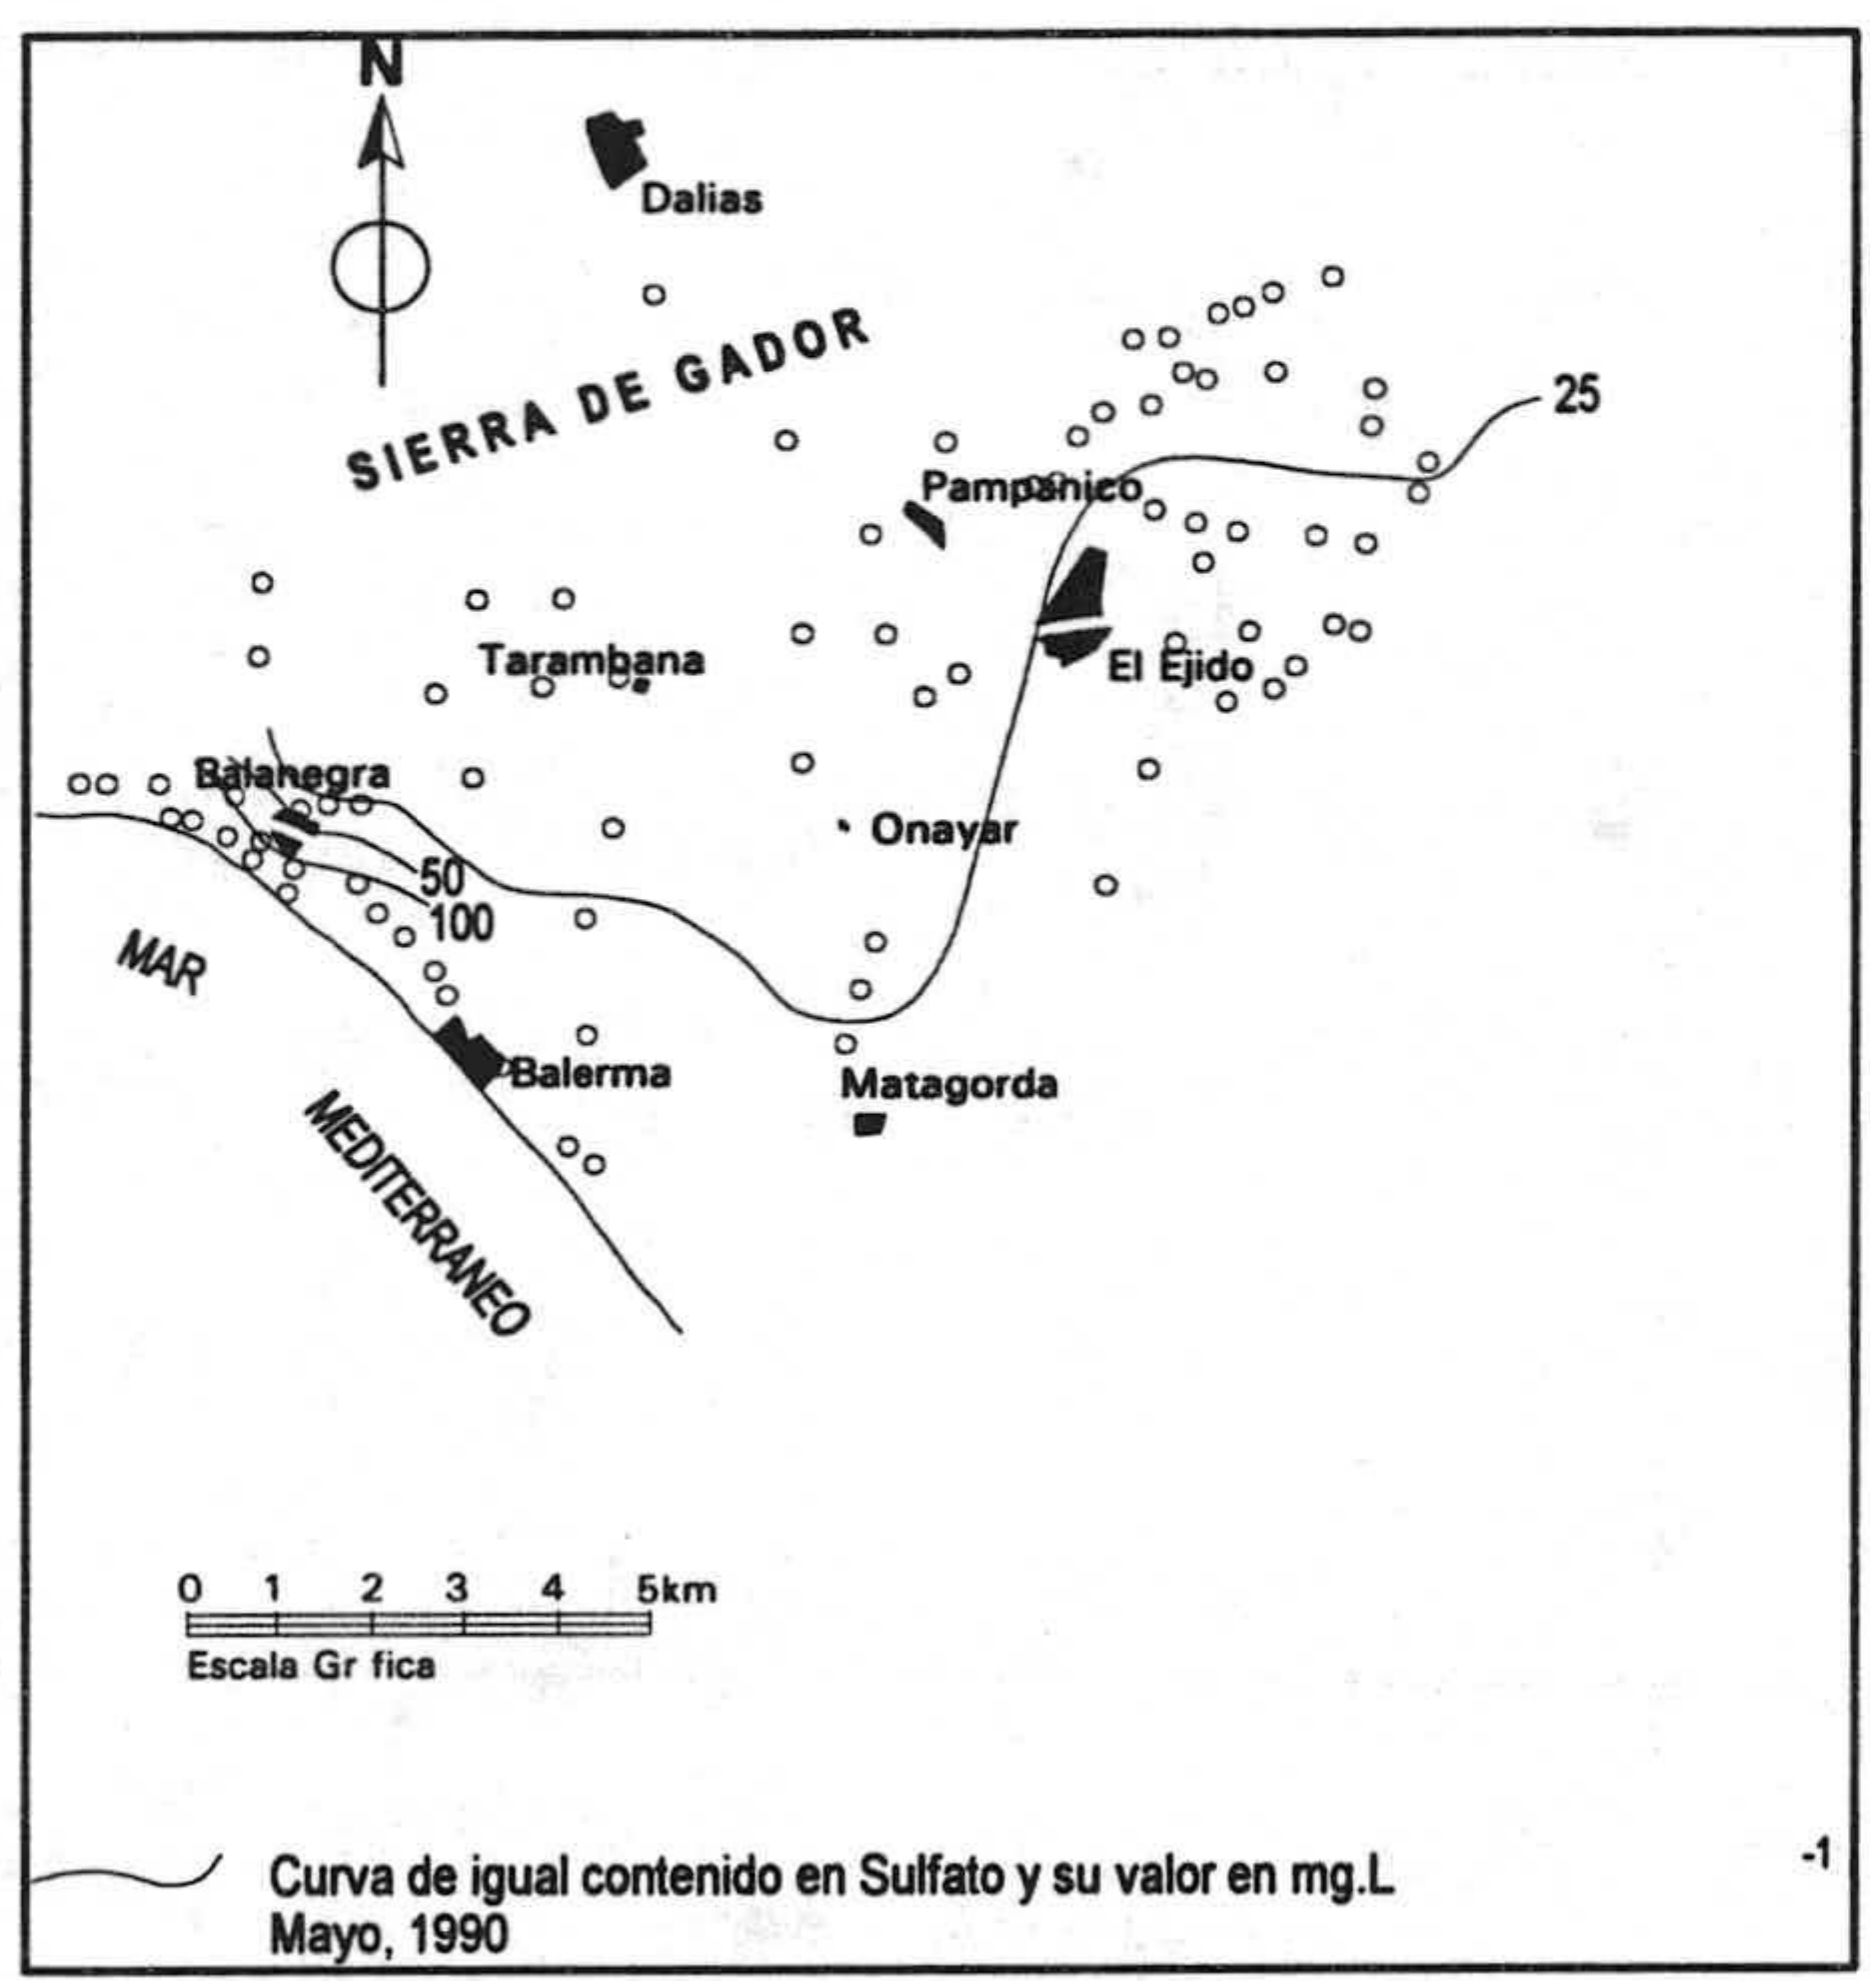 N
Dalias
SIERRA DE GADOR
25
Pampanico
Tarambana
El Ejido
Balanegra
Onayar
50
100
MAR
Balerma
Matagorda
MEDITERRANEO
0 1 2 3 4 5km
Escala Gr fica
-1
Curva de igual contenido en Sulfato y su valor en mg.L
Mayo, 1990